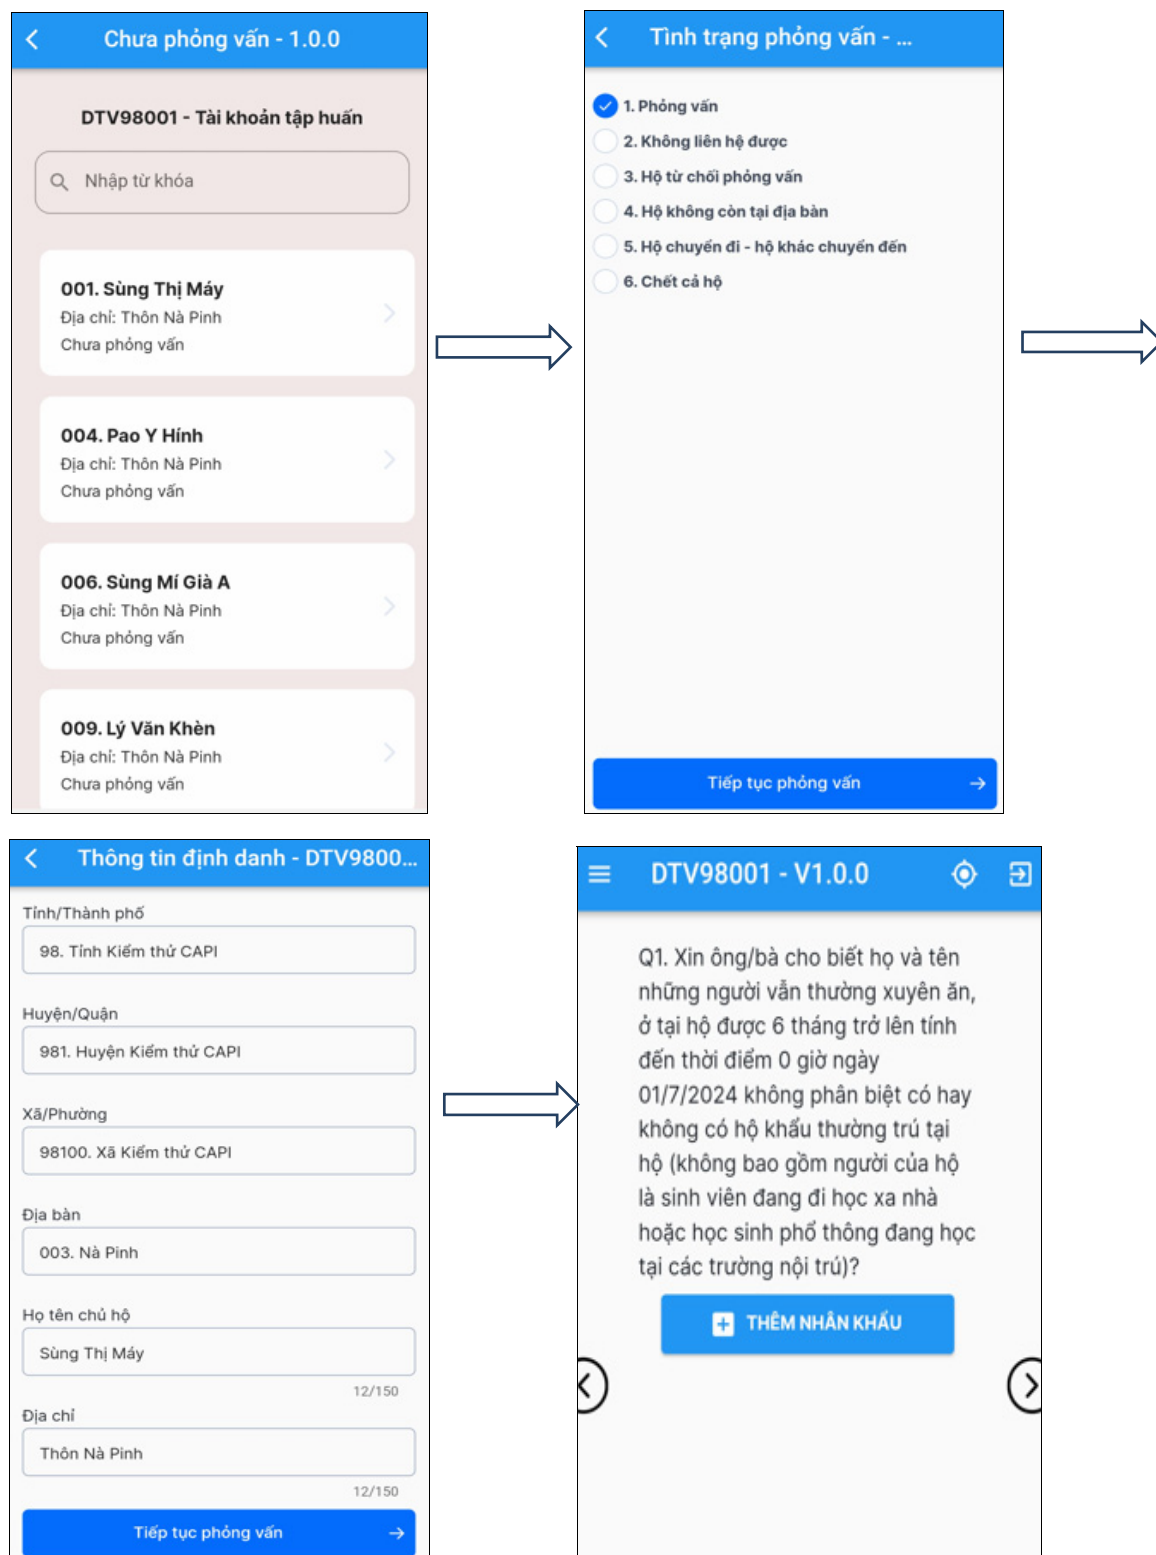 Chưa phỏng vấn - 1.0.0
DTV98001 - Tài khoản tập huấn
Nhập từ khóa
001. Sùng Thị Máy
Địa chỉ: Thôn Nà Pinh
Chưa phỏng vấn
004. Pao Y Hính
Địa chỉ: Thôn Nà Pinh
Chưa phỏng vấn
006. Sùng Mí Già A
Địa chỉ: Thôn Nà Pinh
Chưa phỏng vấn
009. Lý Văn Khèn
Địa chỉ: Thôn Nà Pinh
Chưa phỏng vấn
Tình trạng phỏng vấn - ...
1. Phỏng vấn
2. Không liên hệ được
3. Hộ từ chối phỏng vấn
4. Hộ không còn tại địa bàn
5. Hộ chuyển đi - hộ khác chuyển đến
6. Chết cả hộ
Tiếp tục phỏng vấn
Thông tin định danh - DTV9800...
Tỉnh/Thành phố
98. Tỉnh Kiểm thử CAPI
Huyện/Quận
981. Huyện Kiểm thử CAPI
Xã/Phường
98100. Xã Kiểm thử CAPI
Địa bàn
003. Nà Pinh
Họ tên chủ hộ
Sùng Thị Máy
12/150
Địa chỉ
Thôn Nà Pinh
12/150
Tiếp tục phỏng vấn
DTV98001 - V1.0.0
Q1. Xin ông/bà cho biết họ và tên
những người vẫn thường xuyên ăn,
ở tại hộ được 6 tháng trở lên tính
đến thời điểm 0 giờ ngày
01/7/2024 không phân biệt có hay
không có hộ khẩu thường trú tại
hộ (không bao gồm người của hộ
là sinh viên đang đi học xa nhà
hoặc học sinh phổ thông đang học
tại các trường nội trú)?
THÊM NHÂN KHẨU